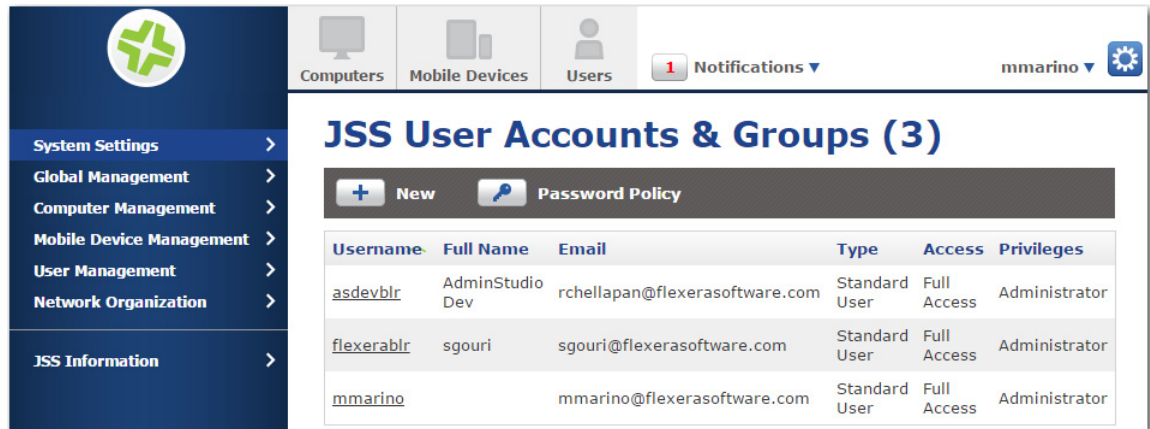 Computers
Mobile Devices
Users
1 Notifications ▼
mmarino ▼
System Settings
Global Management
Computer Management
Mobile Device Management
User Management
Network Organization
JSS Information
JSS User Accounts & Groups (3)
+ New
Password Policy
Username Full Name Email Type Access Privileges
asdevblr AdminStudio Dev rchellapan@flexerasoftware.com Standard User Full Access Administrator
flexerablr sgouri sgouri@flexerasoftware.com Standard User Full Access Administrator
mmarino mmarino@flexerasoftware.com Standard User Full Access Administrator